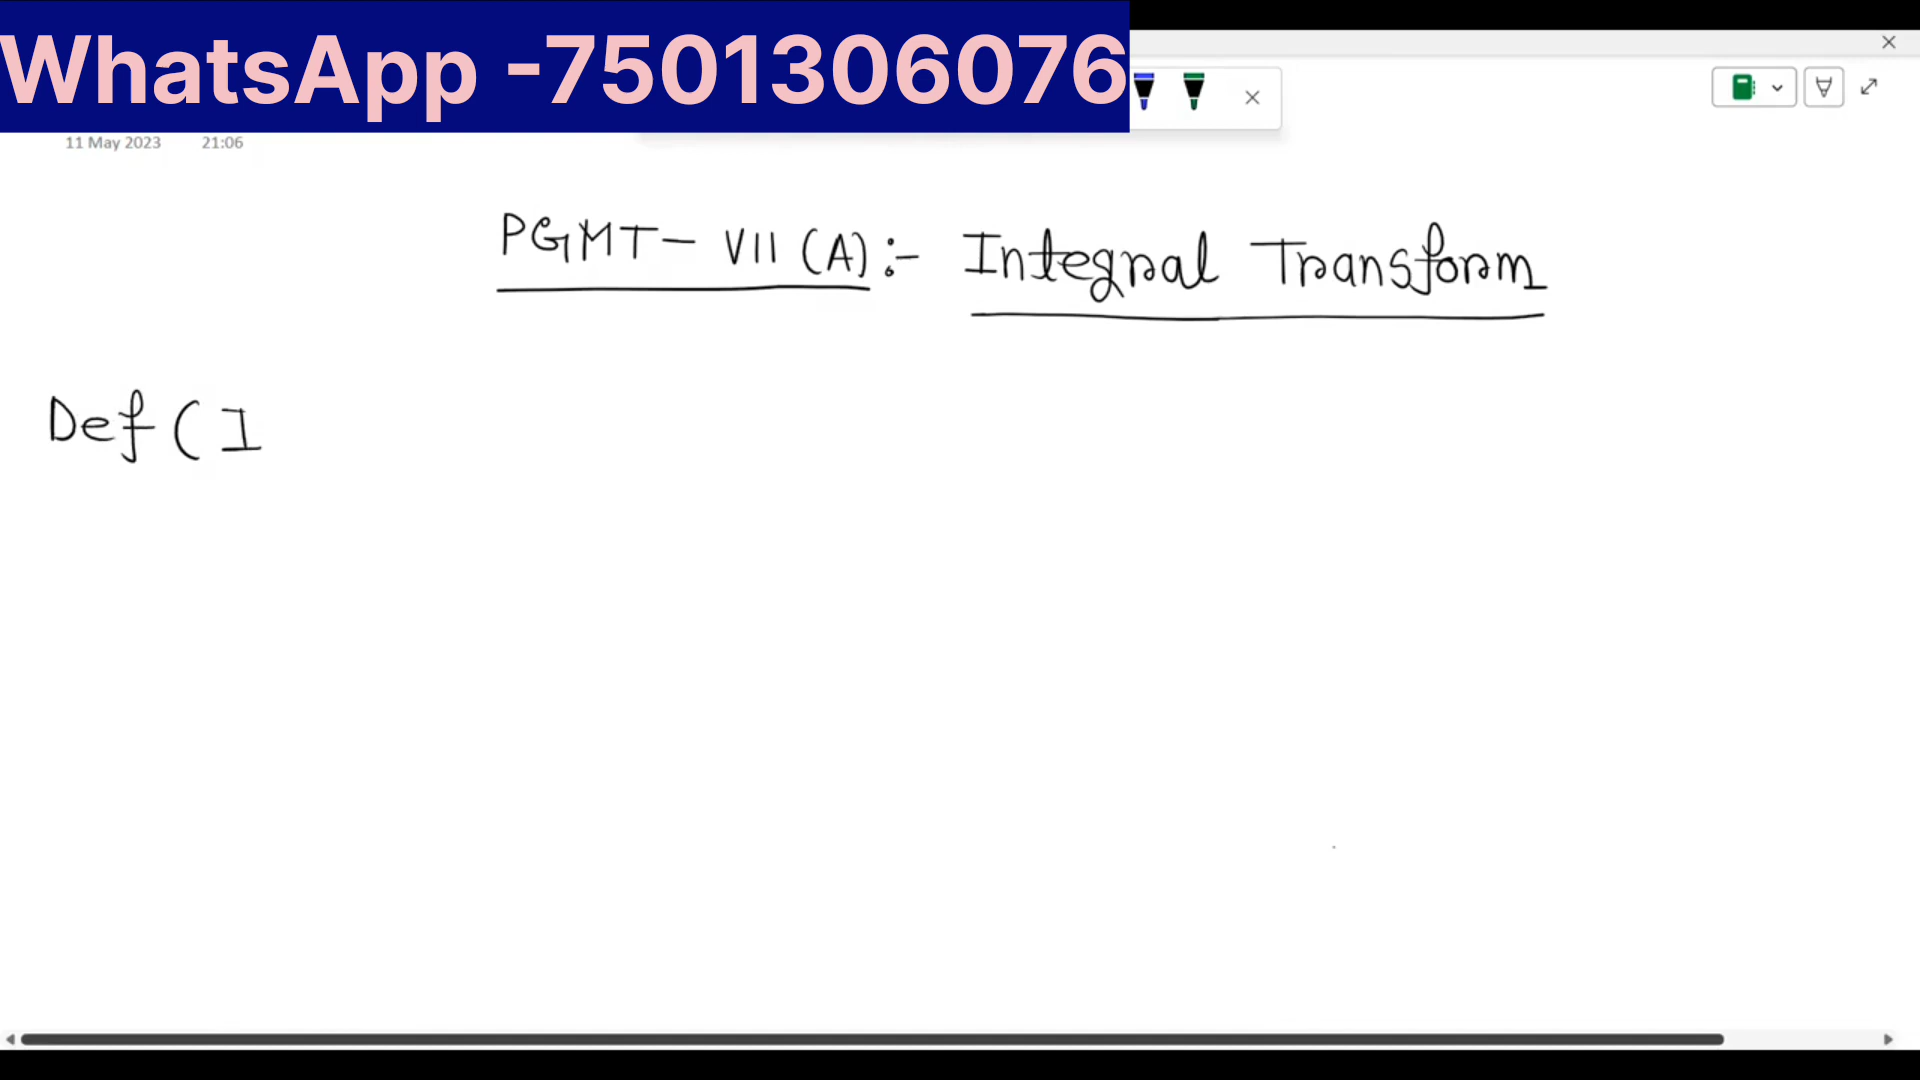 WhatsApp -7501306076
11 May 2023 21:06
PGMT- VII (A) :- Integral Transform
Def ( I